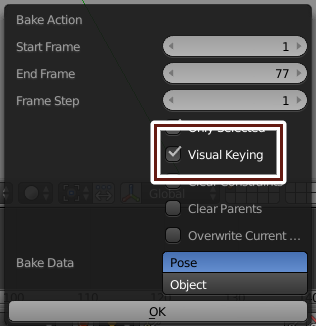 Bake Action
Start Frame 1
End Frame 77
Frame Step 1
Only Selected
Visual Keying
Clear Constraints
Global
Clear Parents
Overwrite Current ...
Bake Data Pose
Object
OK